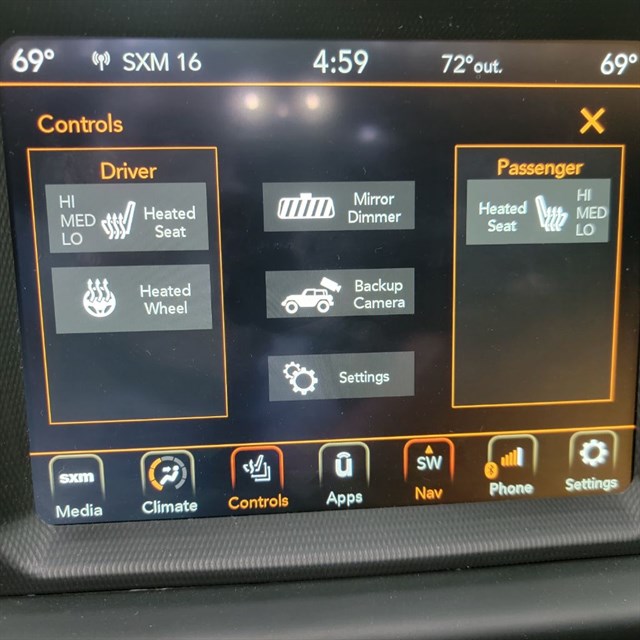 69° SXM 16 4:59 72°out. 69°
Controls X
Driver
HI
MED
LO
Heated
Seat
Heated
Wheel
Mirror
Dimmer
Backup
Camera
Settings
Passenger
Heated
Seat
HI
MED
LO
sxm
Media
Climate
Controls
ū
Apps
SW
Nav
Phone
Settings